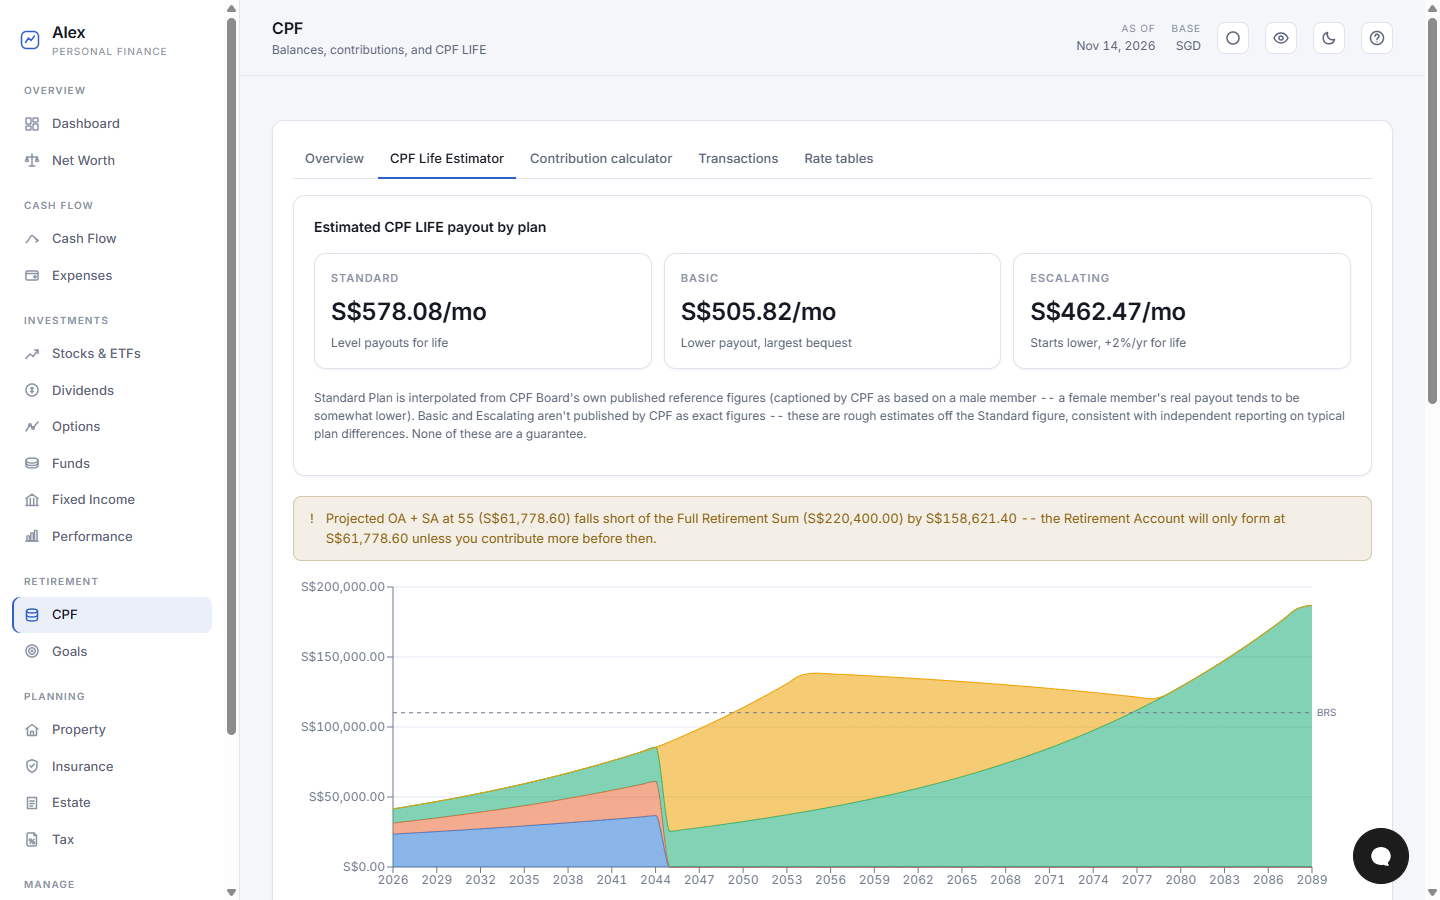 Alex
PERSONAL FINANCE
OVERVIEW
Dashboard
Net Worth
CASH FLOW
Cash Flow
Expenses
INVESTMENTS
Stocks & ETFs
Dividends
Options
Funds
Fixed Income
Performance
RETIREMENT
CPF
Goals
PLANNING
Property
Insurance
Estate
Tax
MANAGE
CPF
Balances, contributions, and CPF LIFE
AS OF
Nov 14, 2026
BASE
SGD
Overview
CPF Life Estimator
Contribution calculator
Transactions
Rate tables
Estimated CPF LIFE payout by plan
STANDARD
S$578.08/mo
Level payouts for life
BASIC
S$505.82/mo
Lower payout, largest bequest
ESCALATING
S$462.47/mo
Starts lower, +2%/yr for life
Standard Plan is interpolated from CPF Board's own published reference figures (captioned by CPF as based on a male member -- a female member's real payout tends to be
somewhat lower). Basic and Escalating aren't published by CPF as exact figures -- these are rough estimates off the Standard figure, consistent with independent reporting on typical
plan differences. None of these are a guarantee.
! Projected OA + SA at 55 (S$61,778.60) falls short of the Full Retirement Sum (S$220,400.00) by S$158,621.40 -- the Retirement Account will only form at
S$61,778.60 unless you contribute more before then.
S$200,000.00
S$150,000.00
S$100,000.00
S$50,000.00
S$0.00
BRS
2026 2029 2032 2035 2038 2041 2044 2047 2050 2053 2056 2059 2062 2065 2068 2071 2074 2077 2080 2083 2086 2089